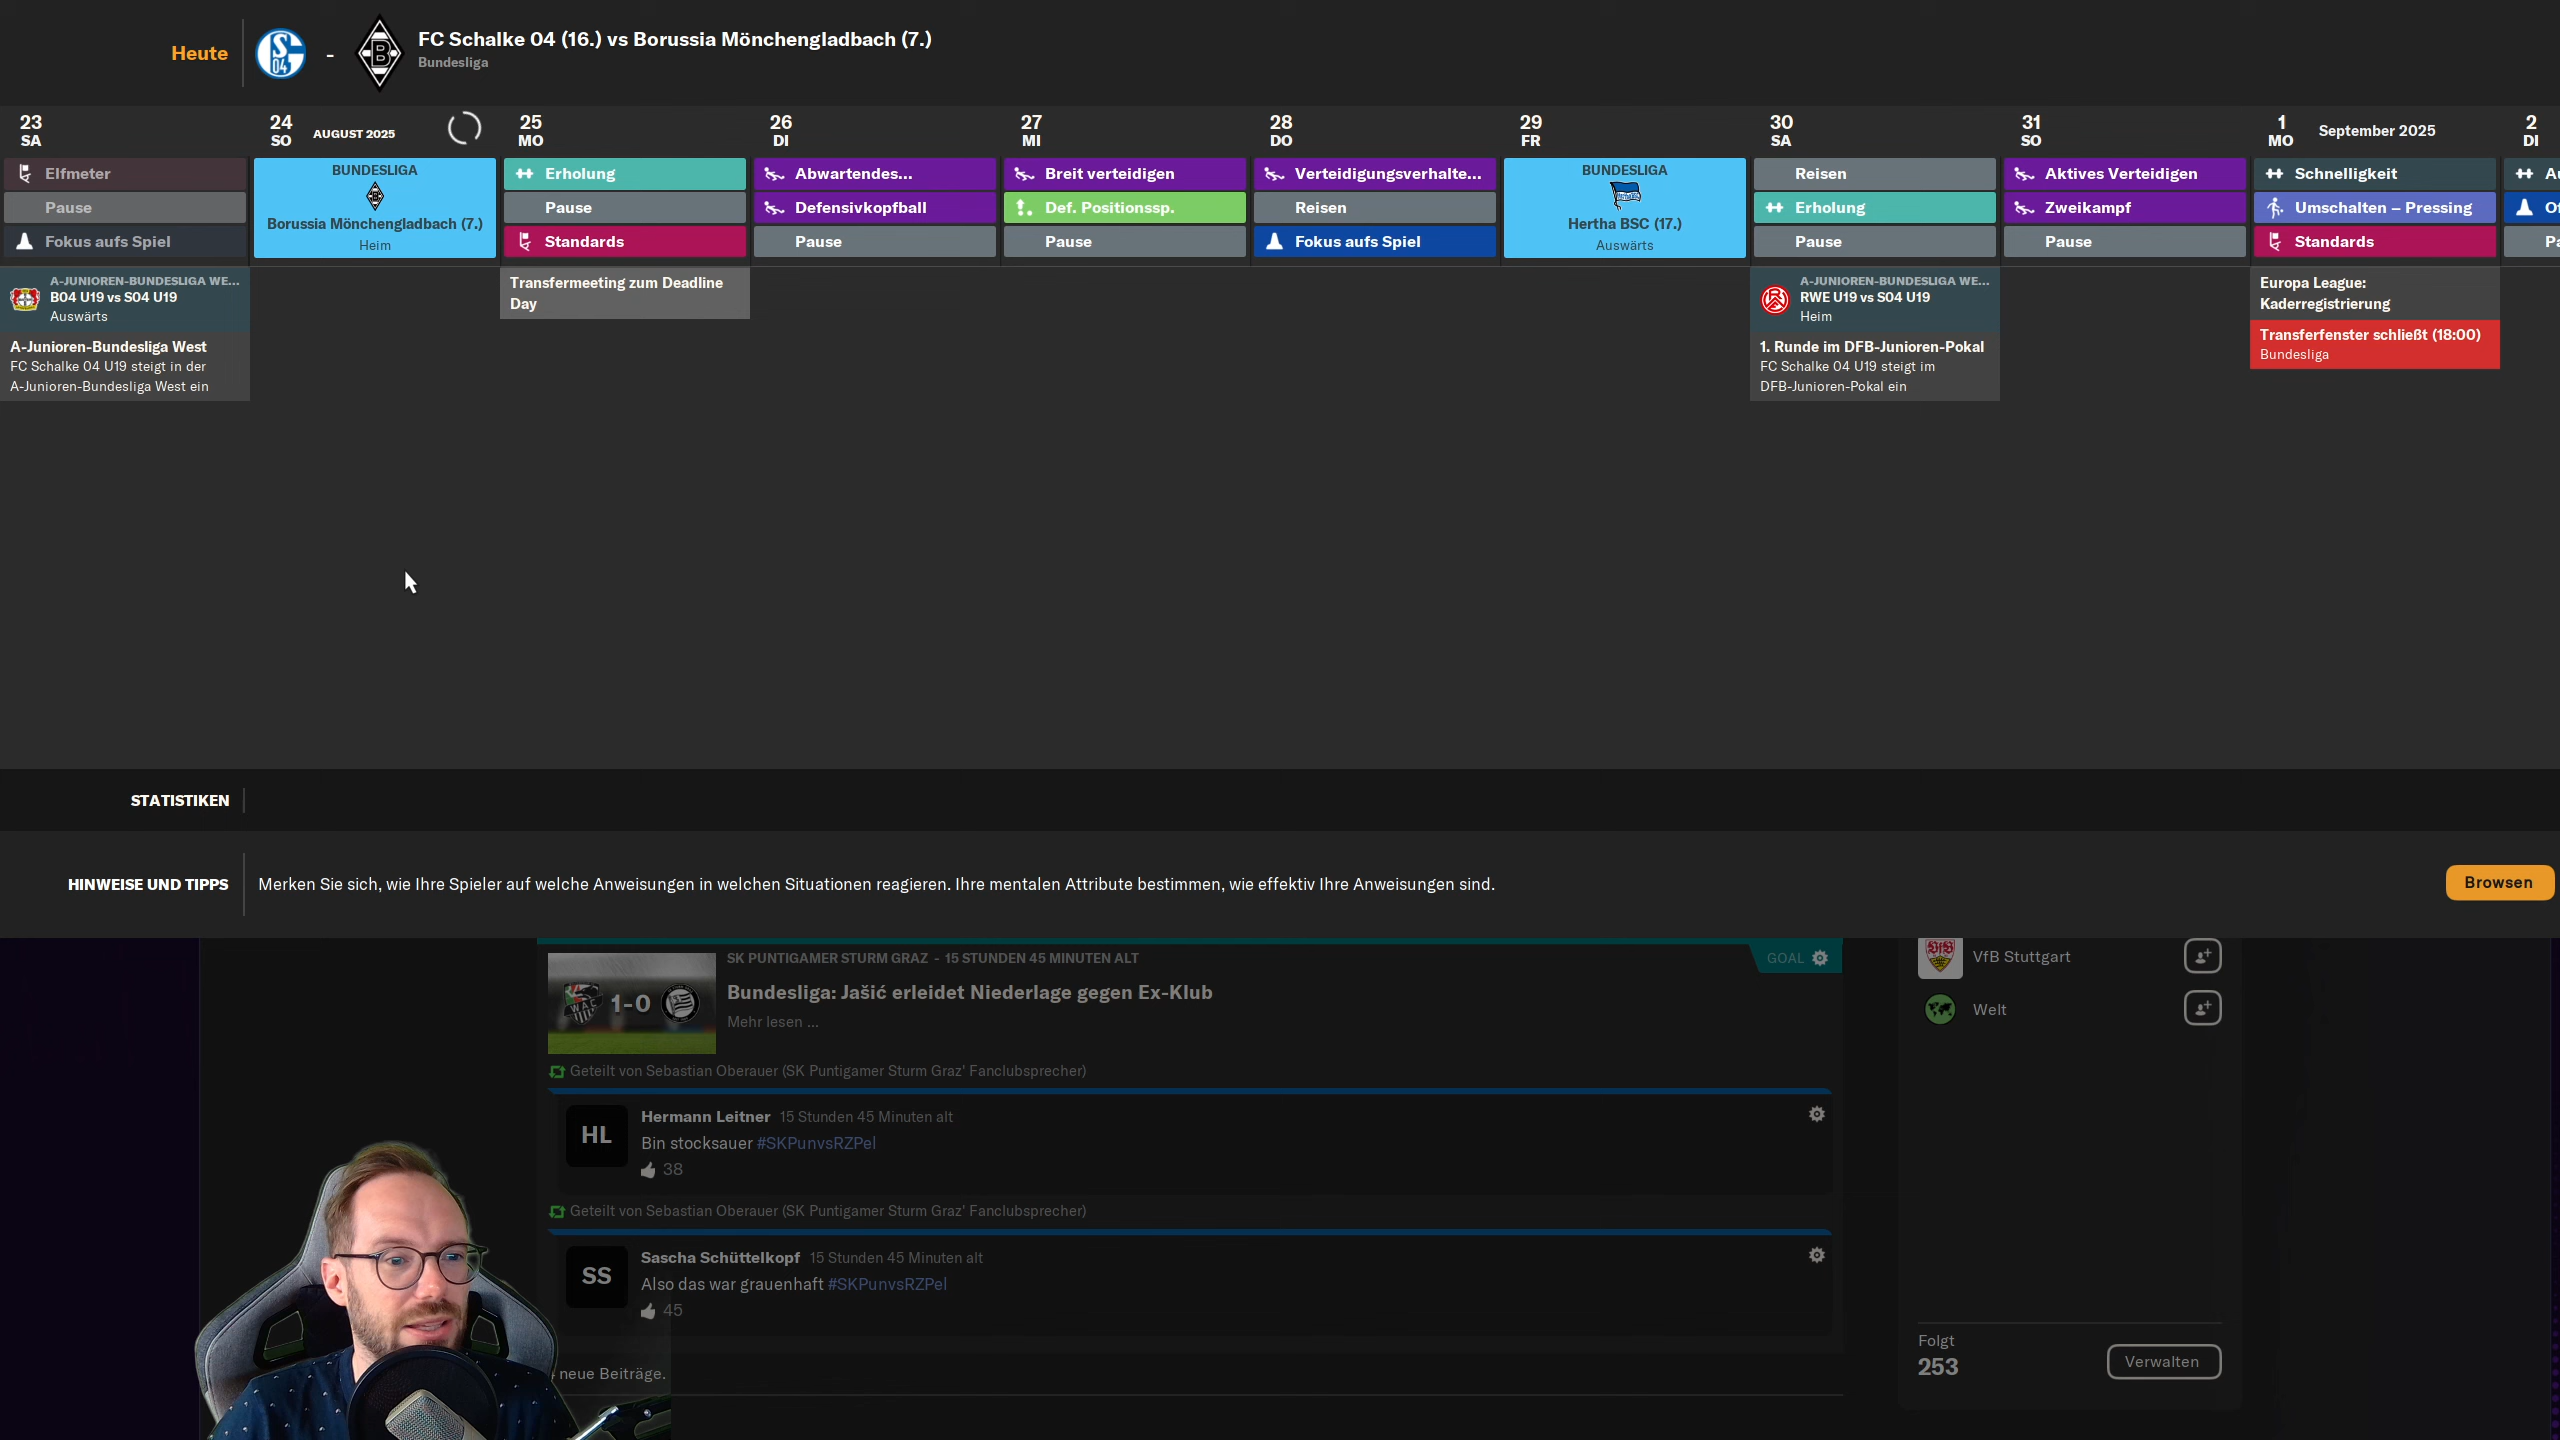 Heute
FC Schalke 04 (16.) vs Borussia Mönchengladbach (7.)
Bundesliga
23
SA
Elfmeter
Pause
Fokus aufs Spiel
A-JUNIOREN-BUNDESLIGA WE...
B04 U19 vs S04 U19
Auswärts
A-Junioren-Bundesliga West
FC Schalke 04 U19 steigt in der
A-Junioren-Bundesliga West ein
24
SO
AUGUST 2025
BUNDESLIGA
Borussia Mönchengladbach (7.)
Heim
25
MO
Erholung
Pause
Standards
Transfermeeting zum Deadline
Day
26
DI
Abwartendes...
Defensivkopfball
Pause
27
MI
Breit verteidigen
Def. Positionssp.
Pause
28
DO
Verteidigungsverhalte...
Reisen
Fokus aufs Spiel
29
FR
BUNDESLIGA
Hertha BSC (17.)
Auswärts
30
SA
Reisen
Erholung
Pause
A-JUNIOREN-BUNDESLIGA WE...
RWE U19 vs S04 U19
Heim
1. Runde im DFB-Junioren-Pokal
FC Schalke 04 U19 steigt im
DFB-Junioren-Pokal ein
31
SO
Aktives Verteidigen
Zweikampf
Pause
1
MO
September 2025
Schnelligkeit
Umschalten – Pressing
Standards
Europa League:
Kaderregistrierung
Transferfenster schließt (18:00)
Bundesliga
2
DI
STATISTIKEN
HINWEISE UND TIPPS
Merken Sie sich, wie Ihre Spieler auf welche Anweisungen in welchen Situationen reagieren. Ihre mentalen Attribute bestimmen, wie effektiv Ihre Anweisungen sind.
Browsen
SK PUNTIGAMER STURM GRAZ - 15 STUNDEN 45 MINUTEN ALT
GOAL
1-0
Bundesliga: Jašić erleidet Niederlage gegen Ex-Klub
Mehr lesen ...
Geteilt von Sebastian Oberauer (SK Puntigamer Sturm Graz' Fanclubsprecher)
HL
Hermann Leitner 15 Stunden 45 Minuten alt
Bin stocksauer #SKPunvsRZPel
38
Geteilt von Sebastian Oberauer (SK Puntigamer Sturm Graz' Fanclubsprecher)
SS
Sascha Schüttelkopf 15 Stunden 45 Minuten alt
Also das war grauenhaft #SKPunvsRZPel
45
neue Beiträge.
VfB Stuttgart
Welt
Folgt
253
Verwalten